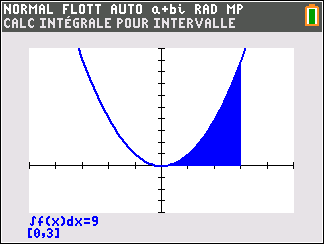 NORMAL FLOTT AUTO a+bi RAD MP
CALC INTÉGRALE POUR INTERVALLE
∫f(x)dx=9
[0,3]